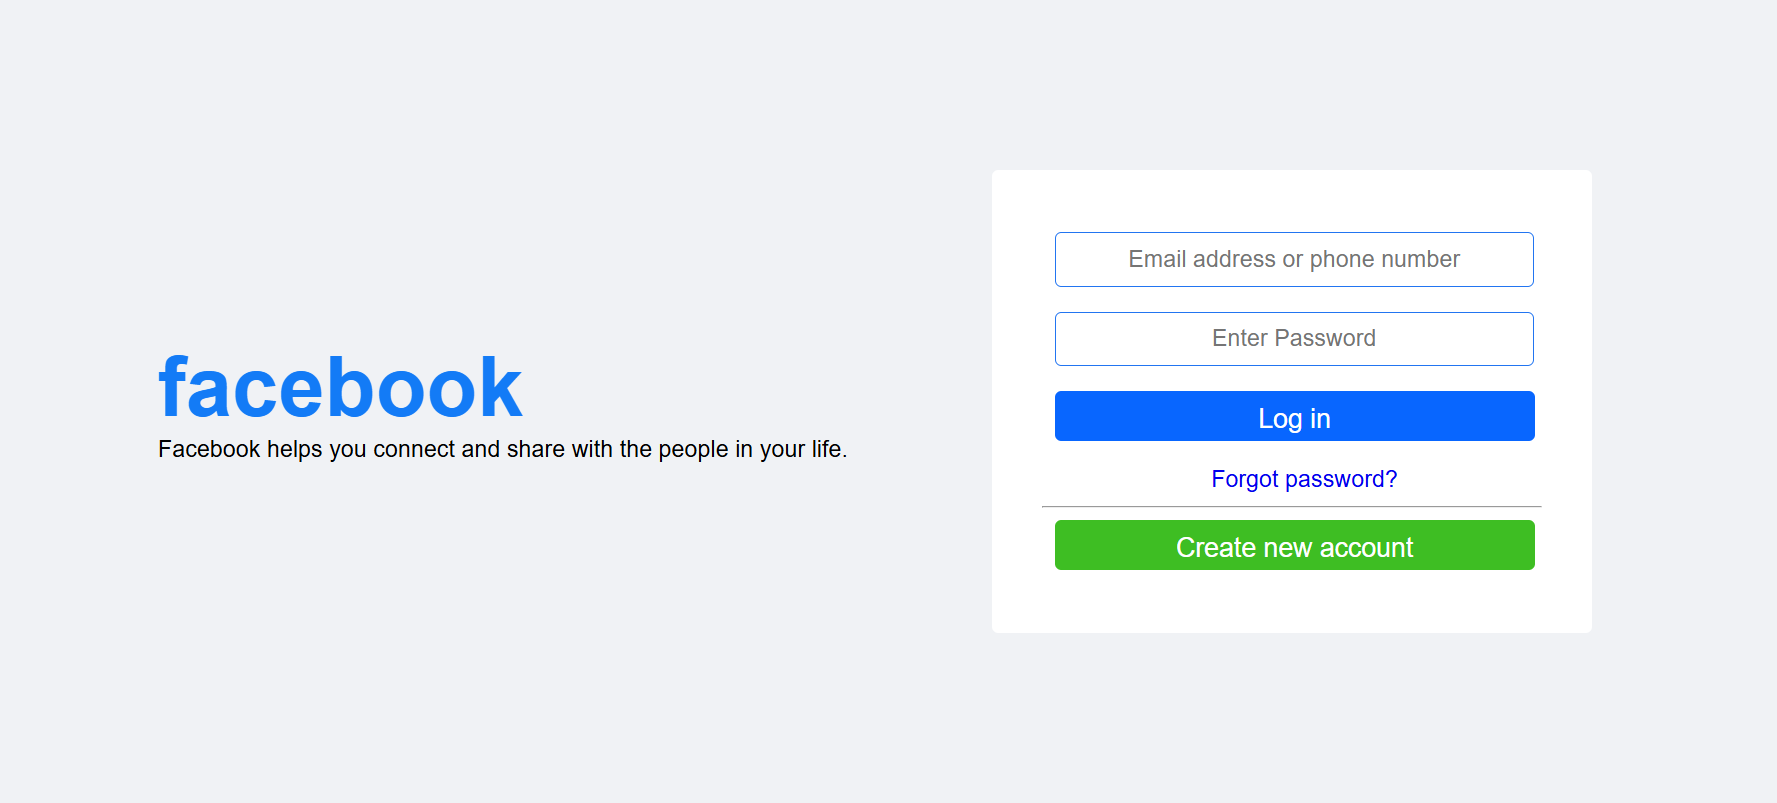 facebook
Facebook helps you connect and share with the people in your life.
Email address or phone number
Enter Password
Log in
Forgot password?
Create new account